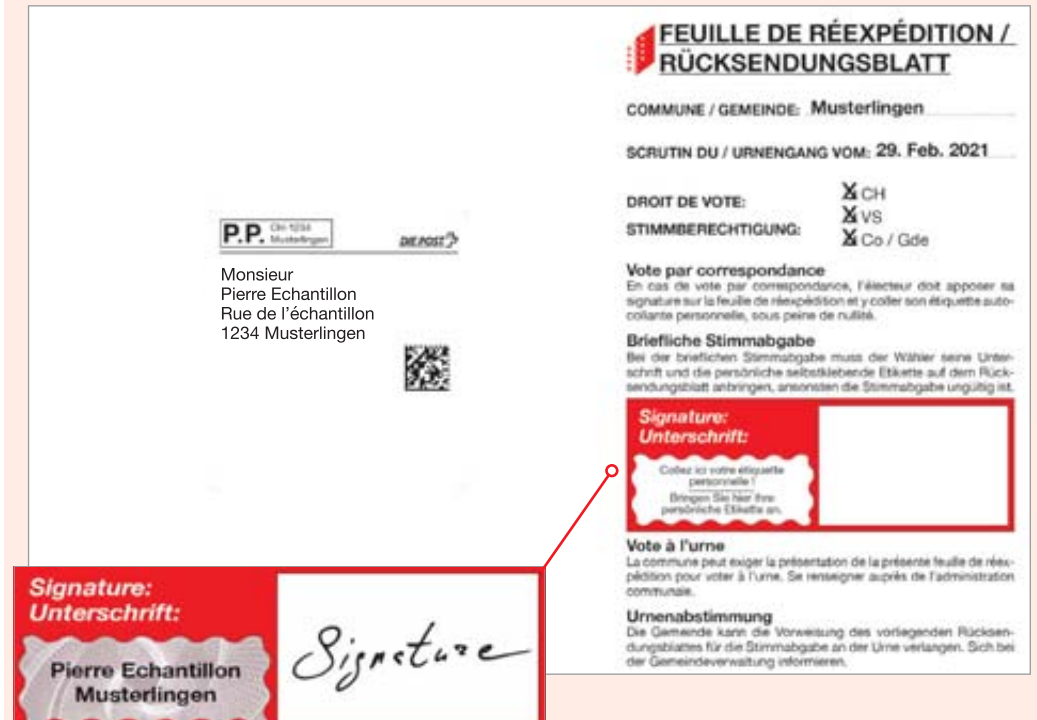 FEUILLE DE RÉEXPÉDITION /
RÜCKSENDUNGSBLATT
COMMUNE / GEMEINDE: Musterlingen
SCRUTIN DU / URNENGANG VOM: 29. Feb. 2021
DROIT DE VOTE:
STIMMBERECHTIGUNG:
X CH
X VS
X Co / Gde
P.P. CH-1234
Musterlingen
DIE POST
Monsieur
Pierre Echantillon
Rue de l'échantillon
1234 Musterlingen
Vote par correspondance
En cas de vote par correspondance, l'électeur doit apposer sa
signature sur la feuille de réexpédition et y coller son étiquette auto-
collante personnelle, sous peine de nullité.
Briefliche Stimmabgabe
Bei der brieflichen Stimmabgabe muss der Wähler seine Unter-
schrift und die persönliche selbstklebende Etikette auf dem Rück-
sendungsblatt anbringen, ansonsten die Stimmabgabe ungültig ist.
Signature:
Unterschrift:
Collez ici votre étiquette
personnelle !
Bringen Sie hier Ihre
persönliche Etikette an.
Vote à l'urne
La commune peut exiger la présentation de la présente feuille de réex-
pédition pour voter à l'urne. Se renseigner auprès de l'administration
communale.
Urnenabstimmung
Die Gemeinde kann die Vorweisung des vorliegenden Rücksen-
dungsblattes für die Stimmabgabe an der Urne verlangen. Sich bei
der Gemeindeverwaltung informieren.
Signature:
Unterschrift:
Pierre Echantillon
Musterlingen
Signature